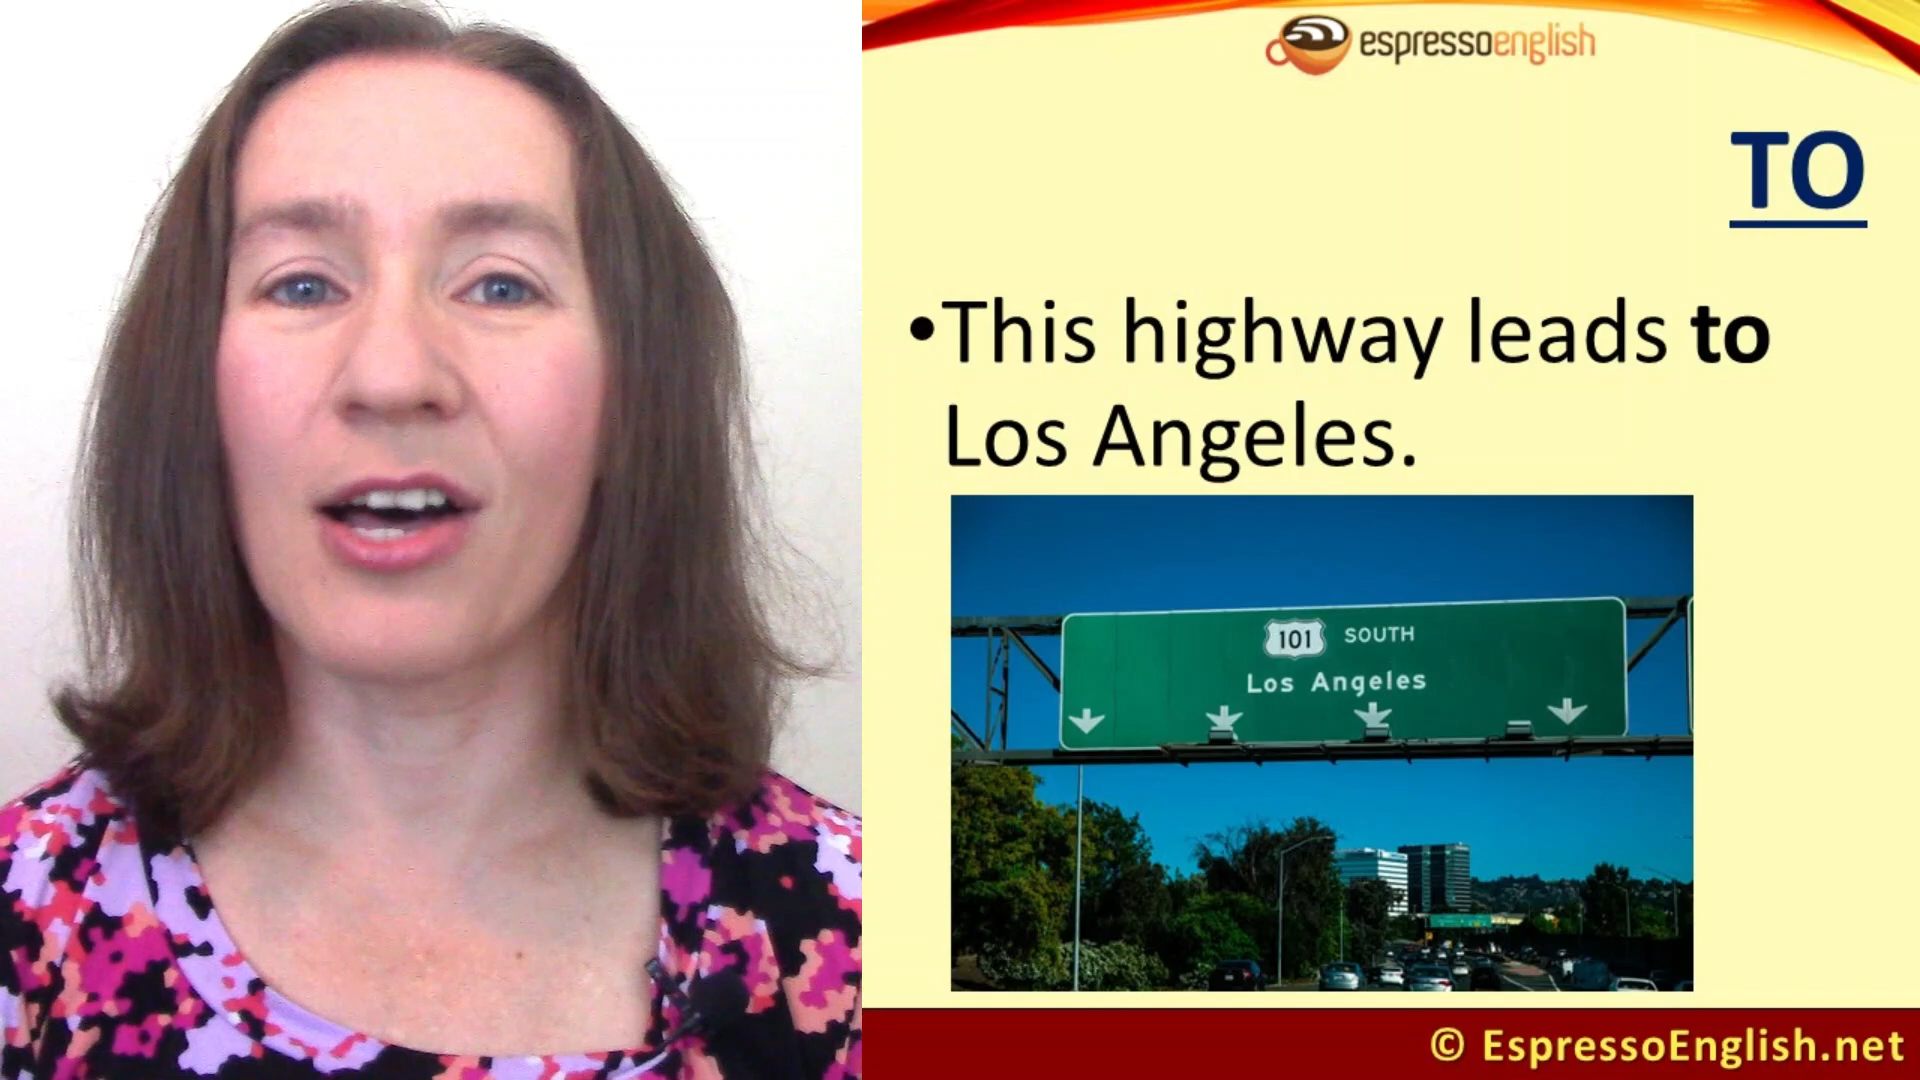 espressoenglish
TO
•This highway leads to
Los Angeles.
101 SOUTH
Los Angeles
© EspressoEnglish.net